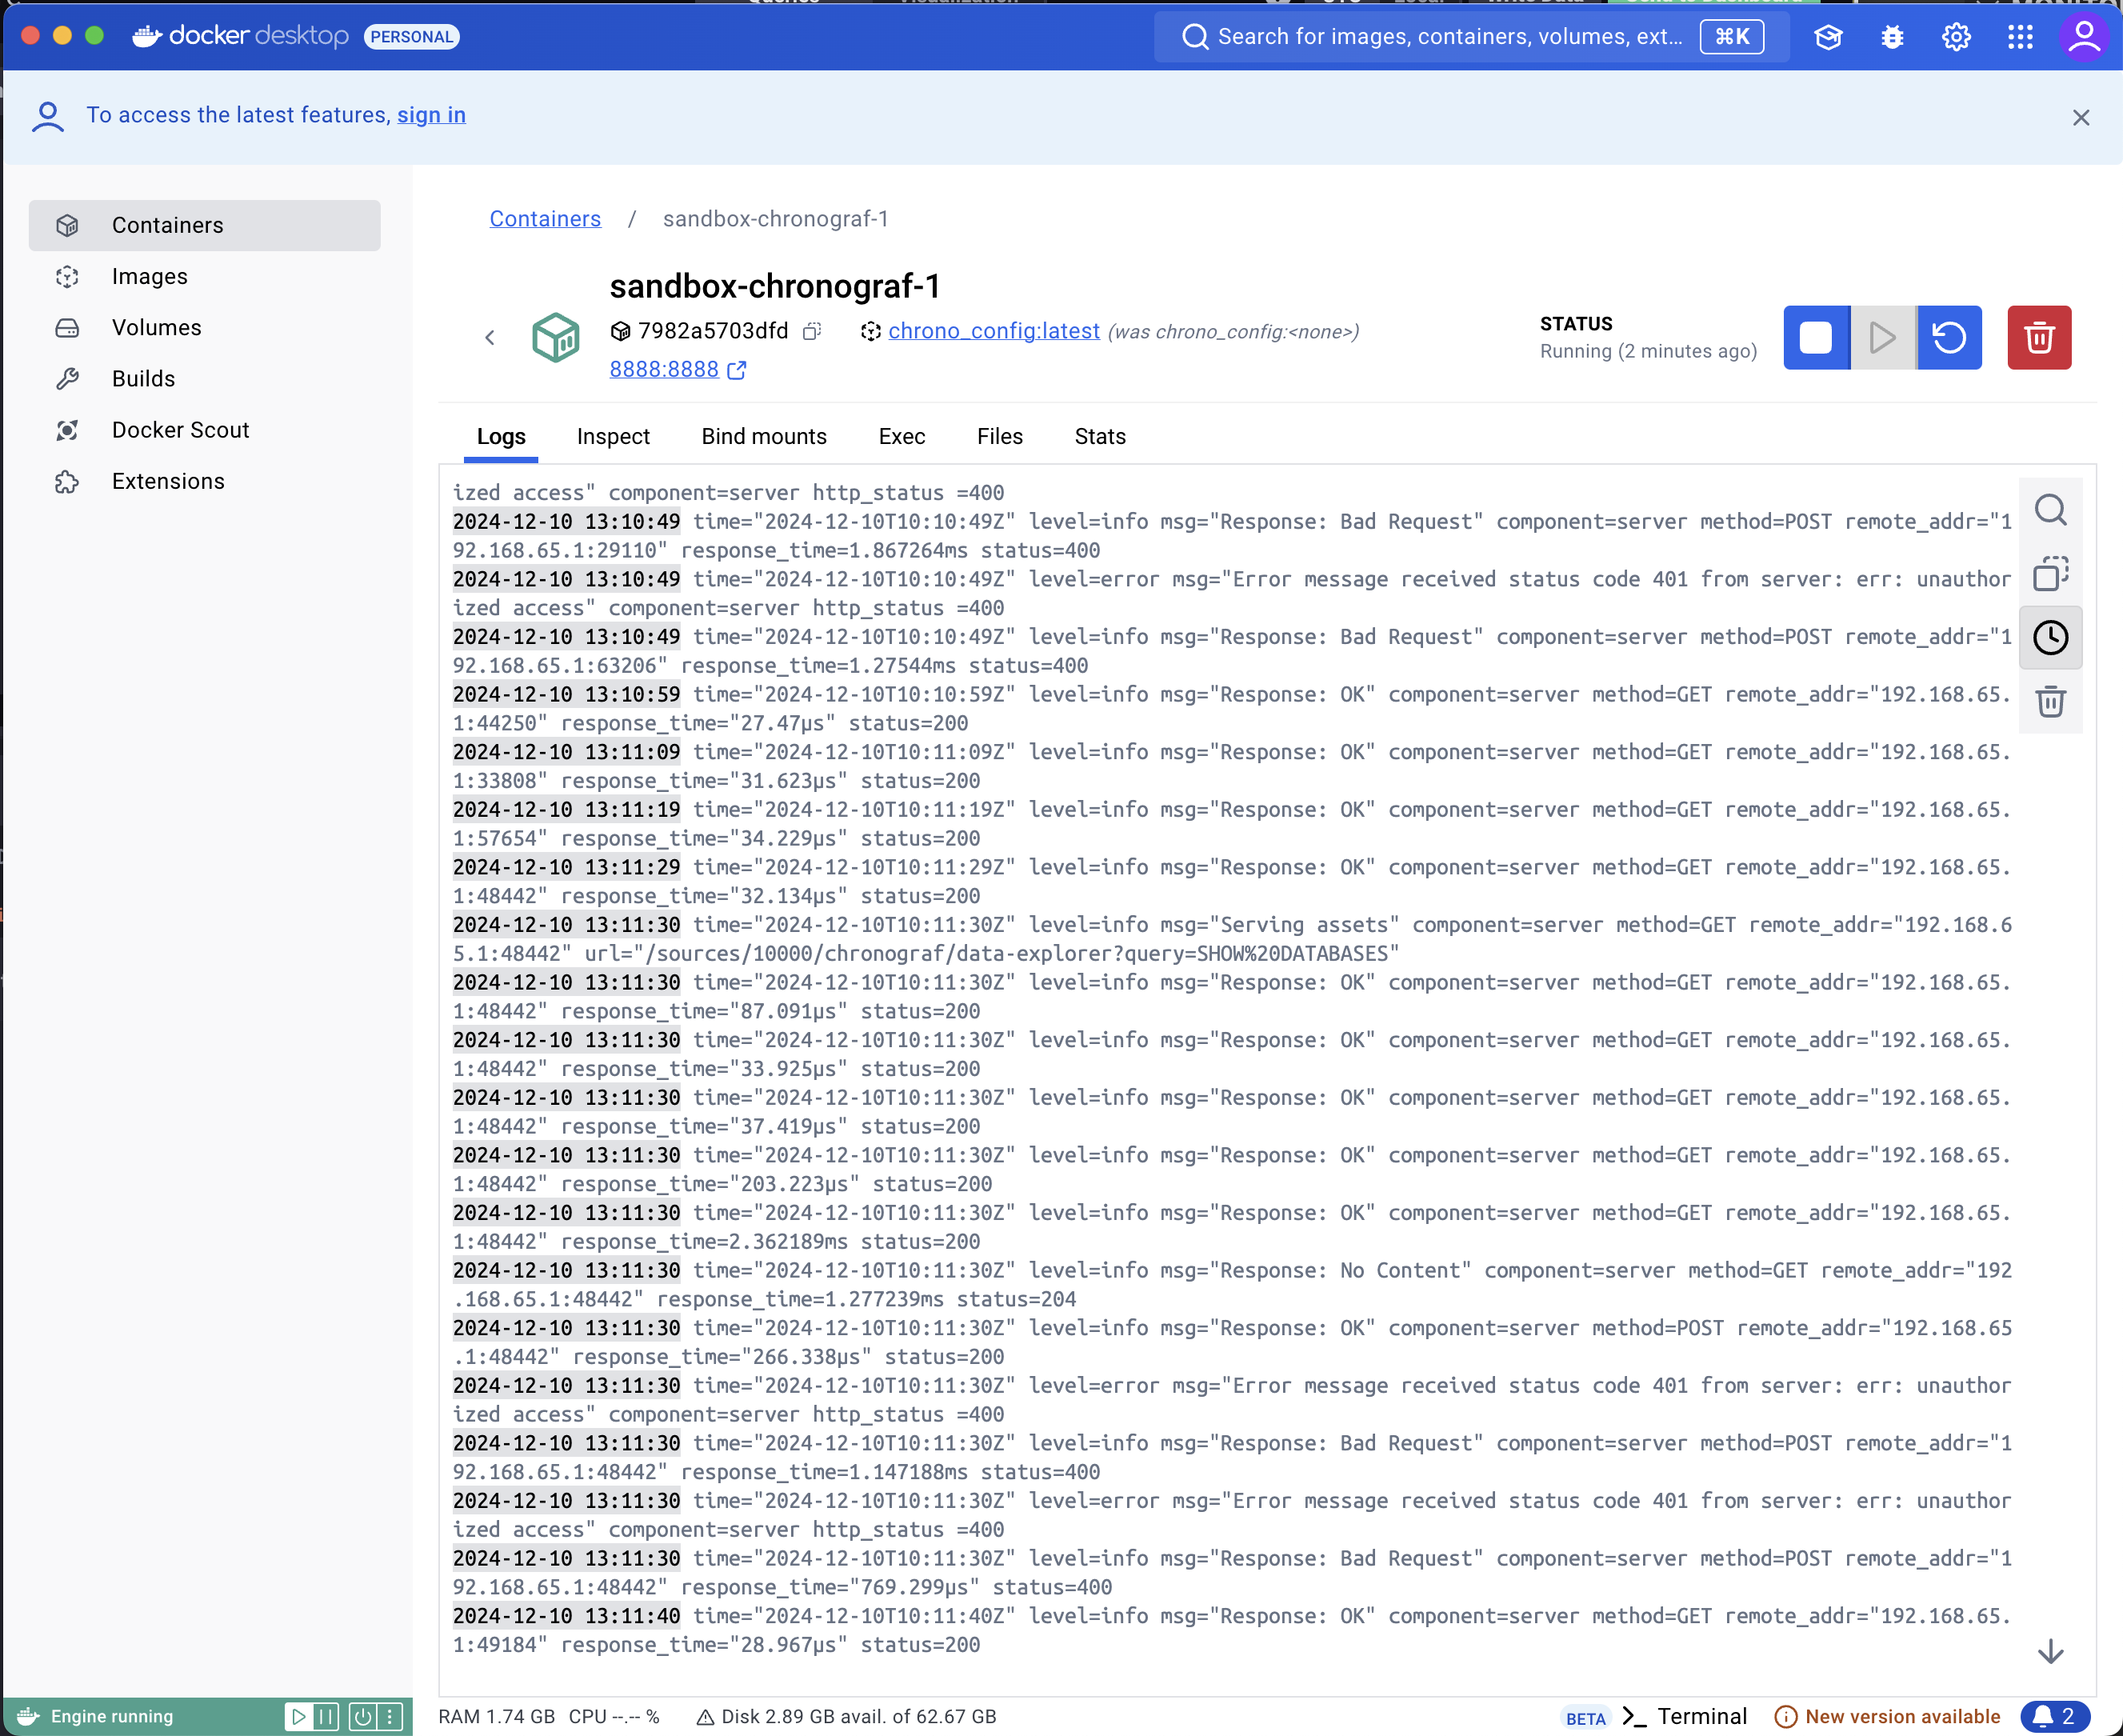 docker desktop PERSONAL
Search for images, containers, volumes, ext... ⌘K
To access the latest features, sign in
Containers
Images
Volumes
Builds
Docker Scout
Extensions
Containers / sandbox-chronograf-1
sandbox-chronograf-1
7982a5703dfd chrono_config:latest (was chrono_config:<none>)
8888:8888
STATUS
Running (2 minutes ago)
Logs Inspect Bind mounts Exec Files Stats
ized access" component=server http_status =400
2024-12-10 13:10:49 time="2024-12-10T10:10:49Z" level=info msg="Response: Bad Request" component=server method=POST remote_addr="1
92.168.65.1:29110" response_time=1.867264ms status=400
2024-12-10 13:10:49 time="2024-12-10T10:10:49Z" level=error msg="Error message received status code 401 from server: err: unauthor
ized access" component=server http_status =400
2024-12-10 13:10:49 time="2024-12-10T10:10:49Z" level=info msg="Response: Bad Request" component=server method=POST remote_addr="1
92.168.65.1:63206" response_time=1.27544ms status=400
2024-12-10 13:10:59 time="2024-12-10T10:10:59Z" level=info msg="Response: OK" component=server method=GET remote_addr="192.168.65.
1:44250" response_time="27.47µs" status=200
2024-12-10 13:11:09 time="2024-12-10T10:11:09Z" level=info msg="Response: OK" component=server method=GET remote_addr="192.168.65.
1:33808" response_time="31.623µs" status=200
2024-12-10 13:11:19 time="2024-12-10T10:11:19Z" level=info msg="Response: OK" component=server method=GET remote_addr="192.168.65.
1:57654" response_time="34.229µs" status=200
2024-12-10 13:11:29 time="2024-12-10T10:11:29Z" level=info msg="Response: OK" component=server method=GET remote_addr="192.168.65.
1:48442" response_time="32.134µs" status=200
2024-12-10 13:11:30 time="2024-12-10T10:11:30Z" level=info msg="Serving assets" component=server method=GET remote_addr="192.168.6
5.1:48442" url="/sources/10000/chronograf/data-explorer?query=SHOW%20DATABASES"
2024-12-10 13:11:30 time="2024-12-10T10:11:30Z" level=info msg="Response: OK" component=server method=GET remote_addr="192.168.65.
1:48442" response_time="87.091µs" status=200
2024-12-10 13:11:30 time="2024-12-10T10:11:30Z" level=info msg="Response: OK" component=server method=GET remote_addr="192.168.65.
1:48442" response_time="33.925µs" status=200
2024-12-10 13:11:30 time="2024-12-10T10:11:30Z" level=info msg="Response: OK" component=server method=GET remote_addr="192.168.65.
1:48442" response_time="37.419µs" status=200
2024-12-10 13:11:30 time="2024-12-10T10:11:30Z" level=info msg="Response: OK" component=server method=GET remote_addr="192.168.65.
1:48442" response_time="203.223µs" status=200
2024-12-10 13:11:30 time="2024-12-10T10:11:30Z" level=info msg="Response: OK" component=server method=GET remote_addr="192.168.65.
1:48442" response_time=2.362189ms status=200
2024-12-10 13:11:30 time="2024-12-10T10:11:30Z" level=info msg="Response: No Content" component=server method=GET remote_addr="192
.168.65.1:48442" response_time=1.277239ms status=204
2024-12-10 13:11:30 time="2024-12-10T10:11:30Z" level=info msg="Response: OK" component=server method=POST remote_addr="192.168.65
.1:48442" response_time="266.338µs" status=200
2024-12-10 13:11:30 time="2024-12-10T10:11:30Z" level=error msg="Error message received status code 401 from server: err: unauthor
ized access" component=server http_status =400
2024-12-10 13:11:30 time="2024-12-10T10:11:30Z" level=info msg="Response: Bad Request" component=server method=POST remote_addr="1
92.168.65.1:48442" response_time=1.147188ms status=400
2024-12-10 13:11:30 time="2024-12-10T10:11:30Z" level=error msg="Error message received status code 401 from server: err: unauthor
ized access" component=server http_status =400
2024-12-10 13:11:30 time="2024-12-10T10:11:30Z" level=info msg="Response: Bad Request" component=server method=POST remote_addr="1
92.168.65.1:48442" response_time="769.299µs" status=400
2024-12-10 13:11:40 time="2024-12-10T10:11:40Z" level=info msg="Response: OK" component=server method=GET remote_addr="192.168.65.
1:49184" response_time="28.967µs" status=200
Engine running
RAM 1.74 GB CPU --.-- % Disk 2.89 GB avail. of 62.67 GB
BETA Terminal New version available 2